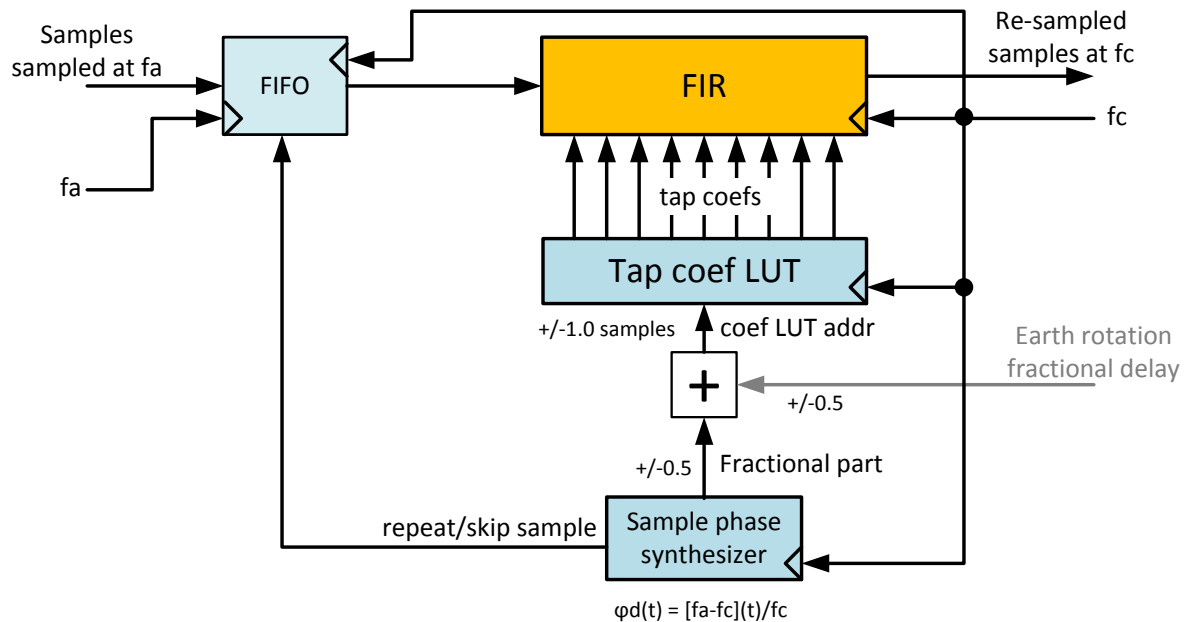 Samples
sampled at fa
FIFO
FIR
Re-sampled
samples at fc
fc
fa
tap coefs
Tap coef LUT
+/-1.0 samples
coef LUT addr
Earth rotation
fractional delay
+
+/-0.5
+/-0.5
Fractional part
repeat/skip sample
Sample phase
synthesizer
φd(t) = [fa-fc](t)/fc